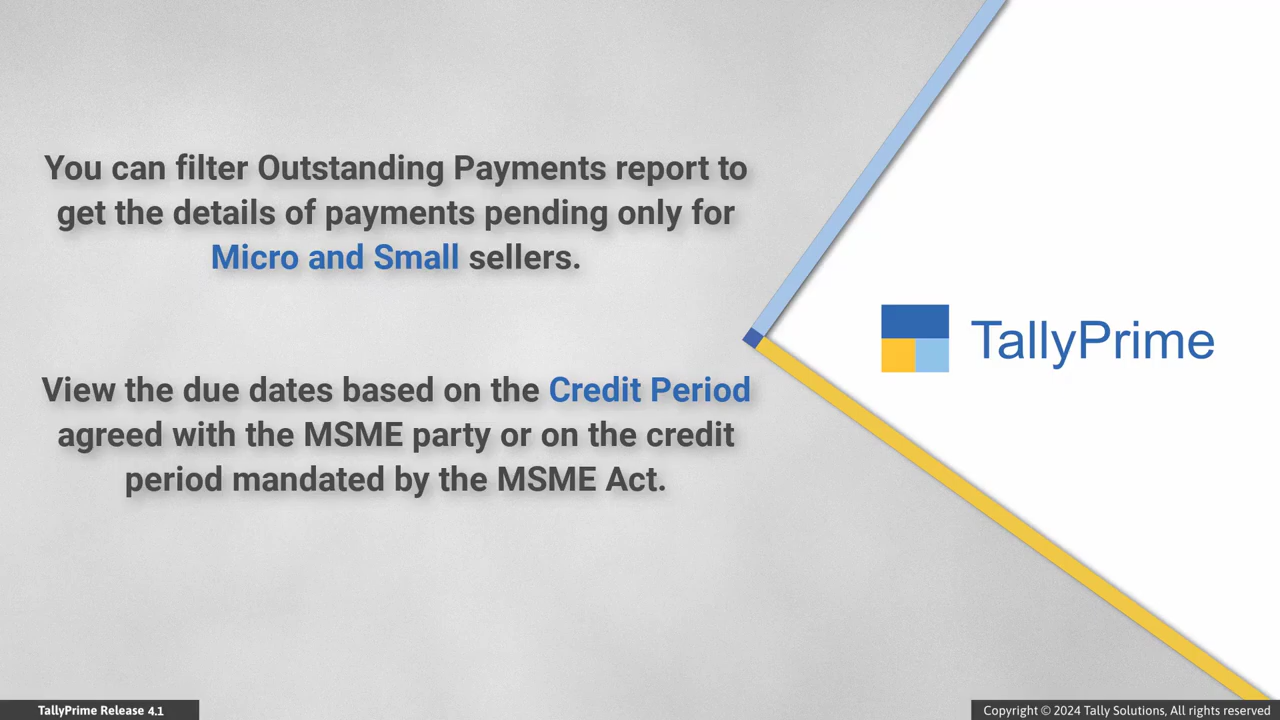 You can filter Outstanding Payments report to
get the details of payments pending only for
Micro and Small sellers.
View the due dates based on the Credit Period
agreed with the MSME party or on the credit
period mandated by the MSME Act.
TallyPrime
TallyPrime Release 4.1
Copyright © 2024 Tally Solutions, All rights reserved